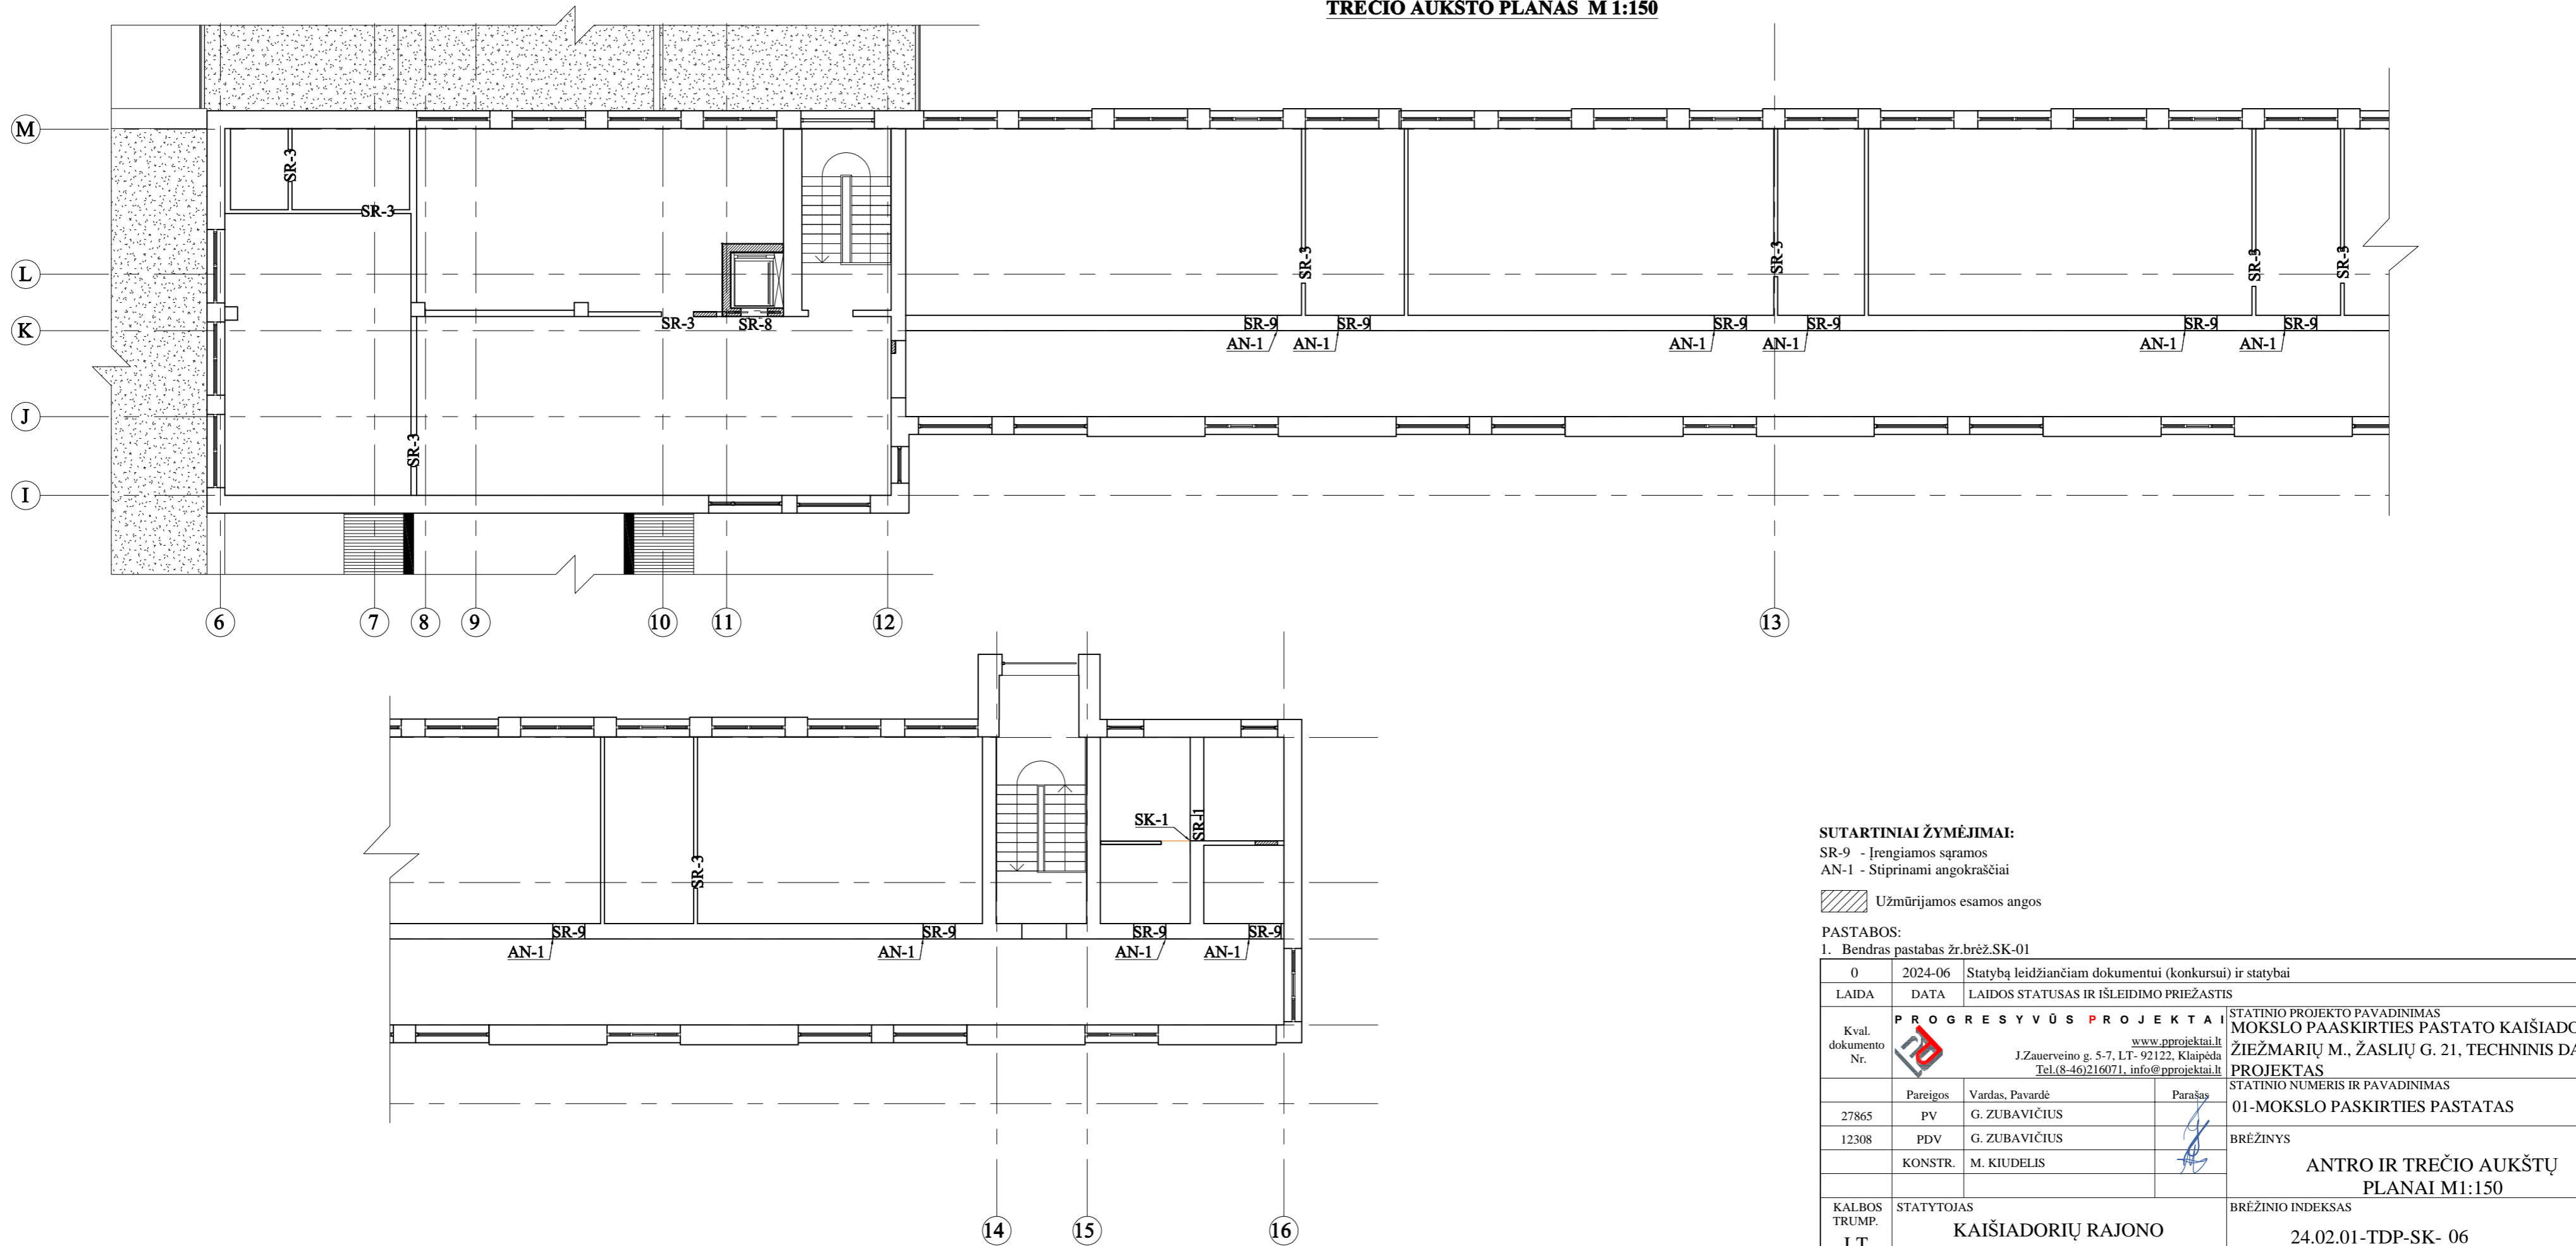 TREČIO AUKŠTO PLANAS M 1:150
M
SR-3
SR-3
L
SR-3
SR-3
SR-3
SR-3
K
SR-3
SR-8
SR-9
SR-9
SR-9
SR-9
SR-9
SR-9
AN-1
AN-1
AN-1
AN-1
AN-1
AN-1
J
SR-3
I
6
7
8
9
10
11
12
13
SK-1
SR-1
SR-3
SR-9
SR-9
SR-9
SR-9
AN-1
AN-1
AN-1
AN-1
14
15
16
SUTARTINIAI ŽYMĖJIMAI:
SR-9 - Įrengiamos sąramos
AN-1 - Stiprinami angokraščiai
Užmūrijamos esamos angos
PASTABOS:
1. Bendras pastabas žr.brėž.SK-01
0 2024-06 Statybą leidžiančiam dokumentui (konkursui) ir statybai
LAIDA DATA LAIDOS STATUSAS IR IŠLEIDIMO PRIEŽASTIS
Kval.
dokumento
Nr.
PROGRESYVŪS PROJEKTAI
www.pprojektai.lt
J.Zauerveino g. 5-7, LT- 92122, Klaipėda
Tel.(8-46)216071, info@pprojektai.lt
STATINIO PROJEKTO PAVADINIMAS
MOKSLO PAASKIRTIES PASTATO KAIŠIADO
ŽIEŽMARIŲ M., ŽASLIŲ G. 21, TECHNINIS DA
PROJEKTAS
Pareigos Vardas, Pavardė Parašas
STATINIO NUMERIS IR PAVADINIMAS
01-MOKSLO PASKIRTIES PASTATAS
27865 PV G. ZUBAVIČIUS
12308 PDV G. ZUBAVIČIUS
KONSTR. M. KIUDELIS
BRĖŽINYS
ANTRO IR TREČIO AUKŠTŲ
PLANAI M1:150
KALBOS
TRUMP.
LT
STATYTOJAS
KAIŠIADORIŲ RAJONO
BRĖŽINIO INDEKSAS
24.02.01-TDP-SK- 06